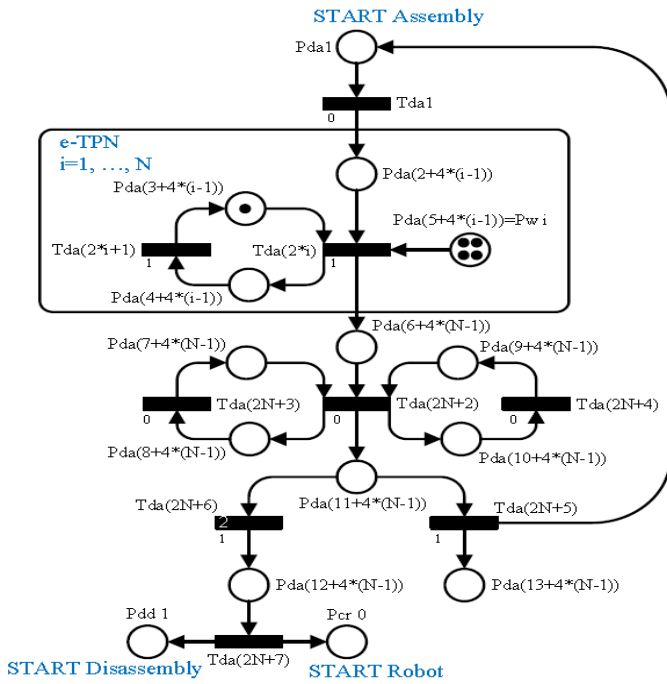 START Assembly
Pda1
Tda1
0
e-TPN
i=1, ..., N
Pda(2+4*(i-1))
Pda(3+4*(i-1))
Pda(5+4*(i-1))=Pw i
Tda(2*i+1)
Tda(2*i)
1
1
Pda(4+4*(i-1))
Pda(6+4*(N-1))
Pda(7+4*(N-1))
Pda(9+4*(N-1))
Tda(2N+3)
Tda(2N+2)
Tda(2N+4)
0
0
0
Pda(8+4*(N-1))
Pda(10+4*(N-1))
Tda(2N+6)
Pda(11+4*(N-1))
Tda(2N+5)
2
1
1
Pda(12+4*(N-1))
Pda(13+4*(N-1))
Pdd 1
Pcr 0
START Disassembly
Tda(2N+7)
START Robot